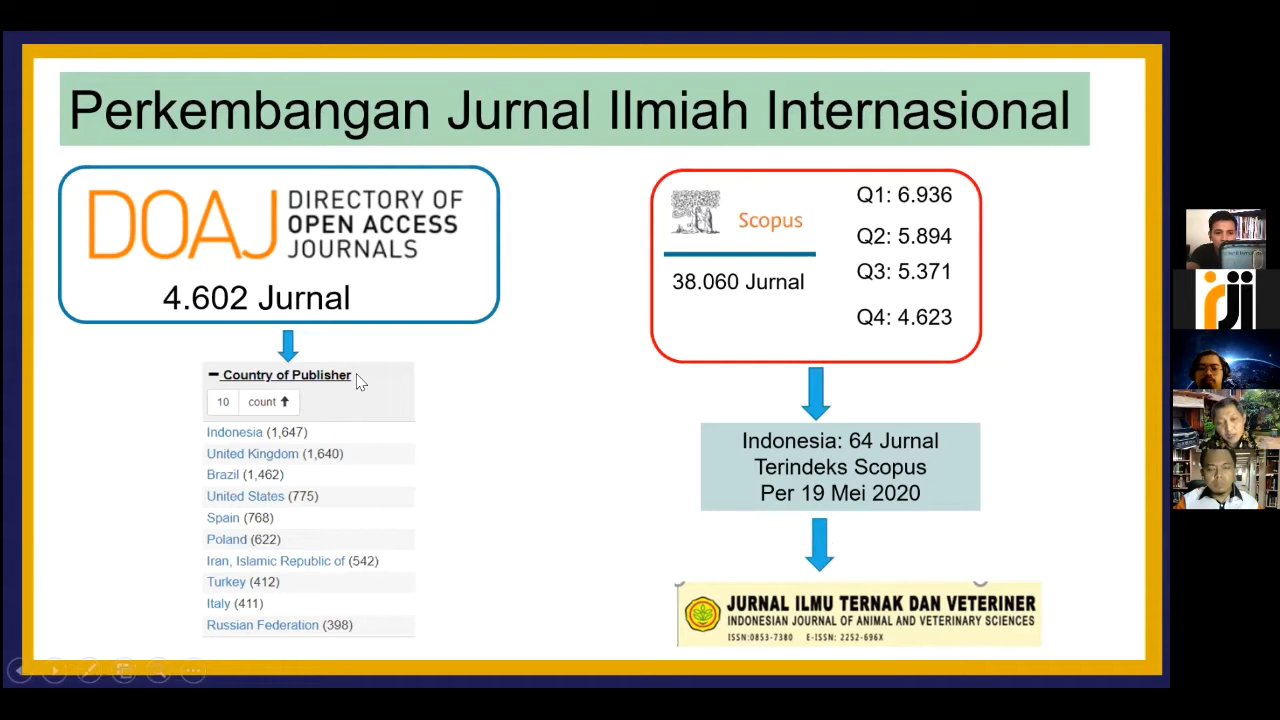 Perkembangan Jurnal Ilmiah Internasional
DOAJ
DIRECTORY OF
OPEN ACCESS
JOURNALS
4.602 Jurnal
Country of Publisher
10
count
Indonesia (1,647)
United Kingdom (1,640)
Brazil (1,462)
United States (775)
Spain (768)
Poland (622)
Iran, Islamic Republic of (542)
Turkey (412)
Italy (411)
Russian Federation (398)
Scopus
38.060 Jurnal
Q1: 6.936
Q2: 5.894
Q3: 5.371
Q4: 4.623
Indonesia: 64 Jurnal
Terindeks Scopus
Per 19 Mei 2020
JURNAL ILMU TERNAK DAN VETERINER
INDONESIAN JOURNAL OF ANIMAL AND VETERINARY SCIENCES
ISSN:0853-7380 E-ISSN: 2252-696X
rji